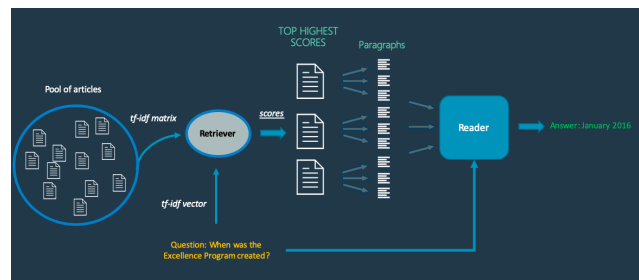 TOP HIGHEST
SCORES
Paragraphs
Pool of articles
tf-idf matrix
Retriever
scores
Reader
Answer: January 2016
tf-idf vector
Question: When was the
Excellence Program created?